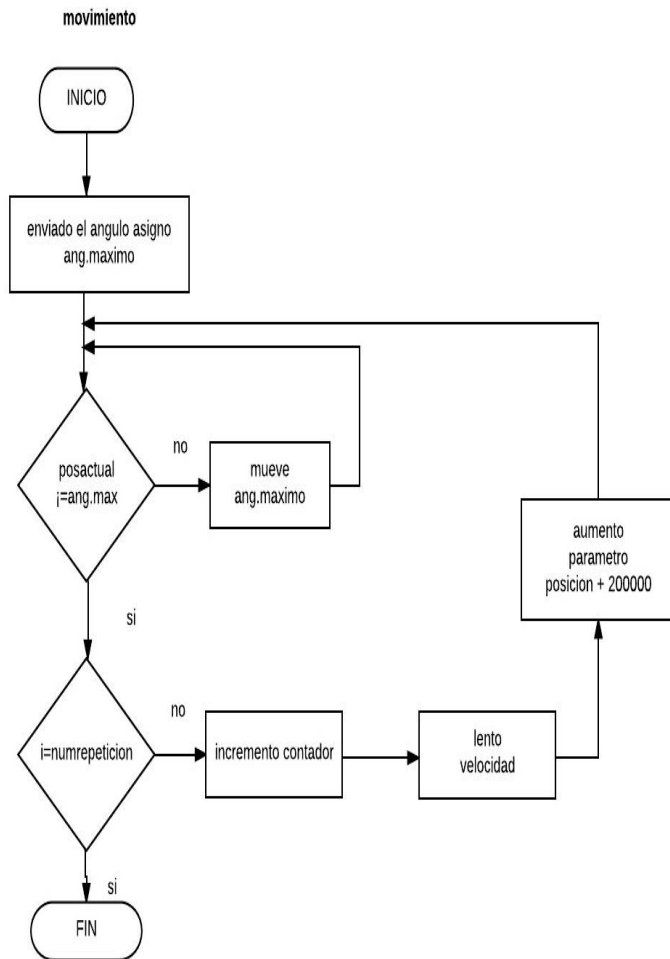 movimiento
INICIO
enviado el angulo asigno
ang.maximo
posactual
¡=ang.max
no
mueve
ang.maximo
si
aumento
parametro
posicion + 200000
i=numrepeticion
no
incremento contador
lento
velocidad
si
FIN